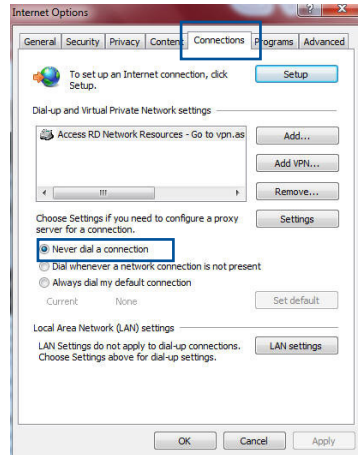 Internet Options
General Security Privacy Content Connections Programs Advanced
To set up an Internet connection, click
Setup.
Setup
Dial-up and Virtual Private Network settings
Access RD Network Resources - Go to vpn.as
Add...
Add VPN...
Remove...
Choose Settings if you need to configure a proxy
server for a connection.
Settings
Never dial a connection
Dial whenever a network connection is not present
Always dial my default connection
Current None
Set default
Local Area Network (LAN) settings
LAN Settings do not apply to dial-up connections.
Choose Settings above for dial-up settings.
LAN settings
OK Cancel Apply